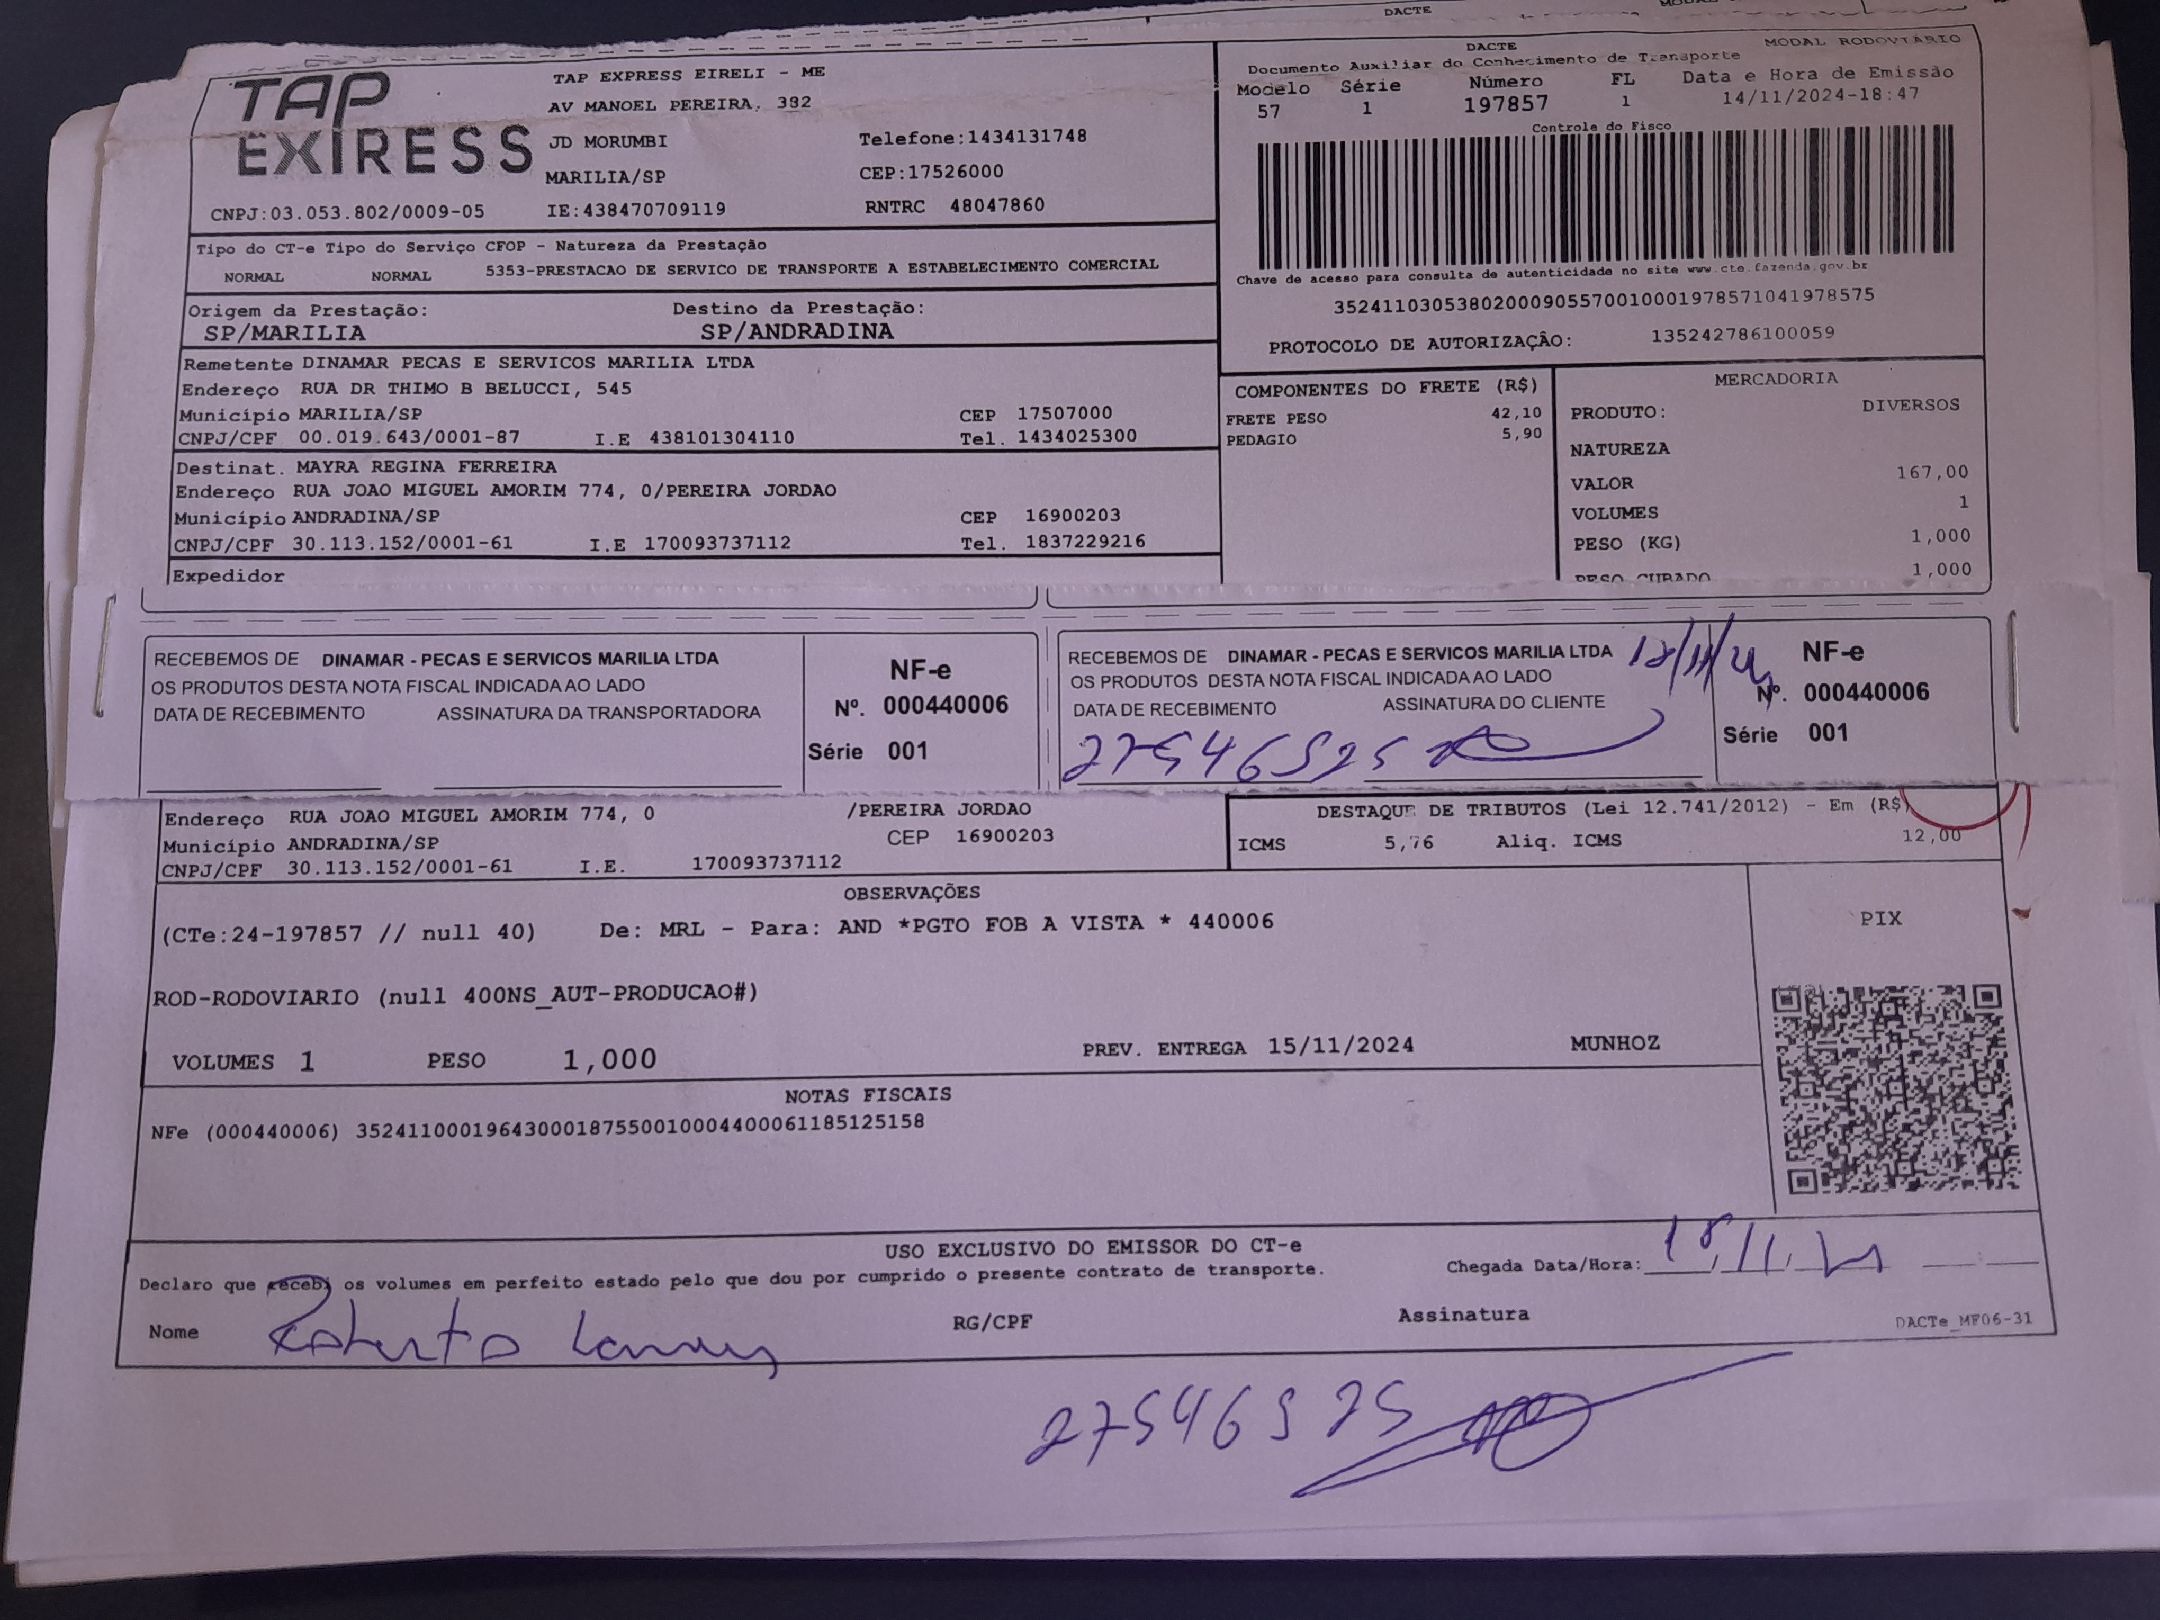 DACTE
TAP EXIRESS
TAP EXPRESS EIRELI - ME
AV MANOEL PEREIRA, 392
JD MORUMBI Telefone:1434131748
MARILIA/SP CEP:17526000
CNPJ:03.053.802/0009-05 IE:438470709119 RNTRC 48047860
DACTE MODAL RODOVIARIO
Documento Auxiliar do Conhecimento de Transporte
Modelo Série Número FL Data e Hora de Emissão
57 1 197857 1 14/11/2024-18:47
Controle do Fisco
Chave de acesso para consulta de autenticidade no site www.cte.fazenda.gov.br
35241103053802000905570010001978571041978575
PROTOCOLO DE AUTORIZAÇÂO: 135242786100059
Tipo do CT-e Tipo do Serviço CFOP - Natureza da Prestação
NORMAL NORMAL 5353-PRESTACAO DE SERVICO DE TRANSPORTE A ESTABELECIMENTO COMERCIAL
Origem da Prestação: Destino da Prestação:
SP/MARILIA SP/ANDRADINA
Remetente DINAMAR PECAS E SERVICOS MARILIA LTDA
Endereço RUA DR THIMO B BELUCCI, 545
Município MARILIA/SP CEP 17507000
CNPJ/CPF 00.019.643/0001-87 I.E 438101304110 Tel. 1434025300
Destinat. MAYRA REGINA FERREIRA
Endereço RUA JOAO MIGUEL AMORIM 774, 0/PEREIRA JORDAO
Município ANDRADINA/SP CEP 16900203
CNPJ/CPF 30.113.152/0001-61 I.E 170093737112 Tel. 1837229216
Expedidor
COMPONENTES DO FRETE (R$)
FRETE PESO 42,10
PEDAGIO 5,90
MERCADORIA
PRODUTO: DIVERSOS
NATUREZA
VALOR 167,00
VOLUMES 1
PESO (KG) 1,000
PESO CUBADO 1,000
RECEBEMOS DE DINAMAR - PECAS E SERVICOS MARILIA LTDA
OS PRODUTOS DESTA NOTA FISCAL INDICADA AO LADO
DATA DE RECEBIMENTO ASSINATURA DA TRANSPORTADORA
NF-e
Nº. 000440006
Série 001
RECEBEMOS DE DINAMAR - PECAS E SERVICOS MARILIA LTDA 18/11/24
OS PRODUTOS DESTA NOTA FISCAL INDICADA AO LADO
DATA DE RECEBIMENTO ASSINATURA DO CLIENTE
27546525
NF-e
Nº. 000440006
Série 001
Endereço RUA JOAO MIGUEL AMORIM 774, 0 /PEREIRA JORDAO
Município ANDRADINA/SP CEP 16900203
CNPJ/CPF 30.113.152/0001-61 I.E. 170093737112
DESTAQUE DE TRIBUTOS (Lei 12.741/2012) - Em (R$)
ICMS 5,76 Aliq. ICMS 12,00
OBSERVAÇÕES
(CTe:24-197857 // null 40) De: MRL - Para: AND *PGTO FOB A VISTA * 440006
ROD-RODOVIARIO (null 400NS_AUT-PRODUCAO#)
VOLUMES 1 PESO 1,000 PREV. ENTREGA 15/11/2024 MUNHOZ
PIX
NOTAS FISCAIS
NFe (000440006) 35241100019643000187550010004400061185125158
USO EXCLUSIVO DO EMISSOR DO CT-e
Declaro que recebi os volumes em perfeito estado pelo que dou por cumprido o presente contrato de transporte.
Chegada Data/Hora: 18/11/24
Nome Roberto RG/CPF Assinatura
DACTe_MF06-31
27546525